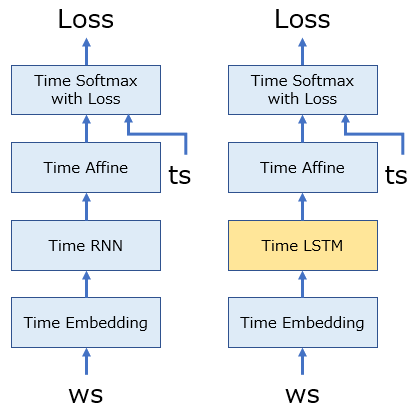 Loss
Time Softmax
with Loss
ts
Time Affine
Time RNN
Time Embedding
ws
Loss
Time Softmax
with Loss
ts
Time Affine
Time LSTM
Time Embedding
ws